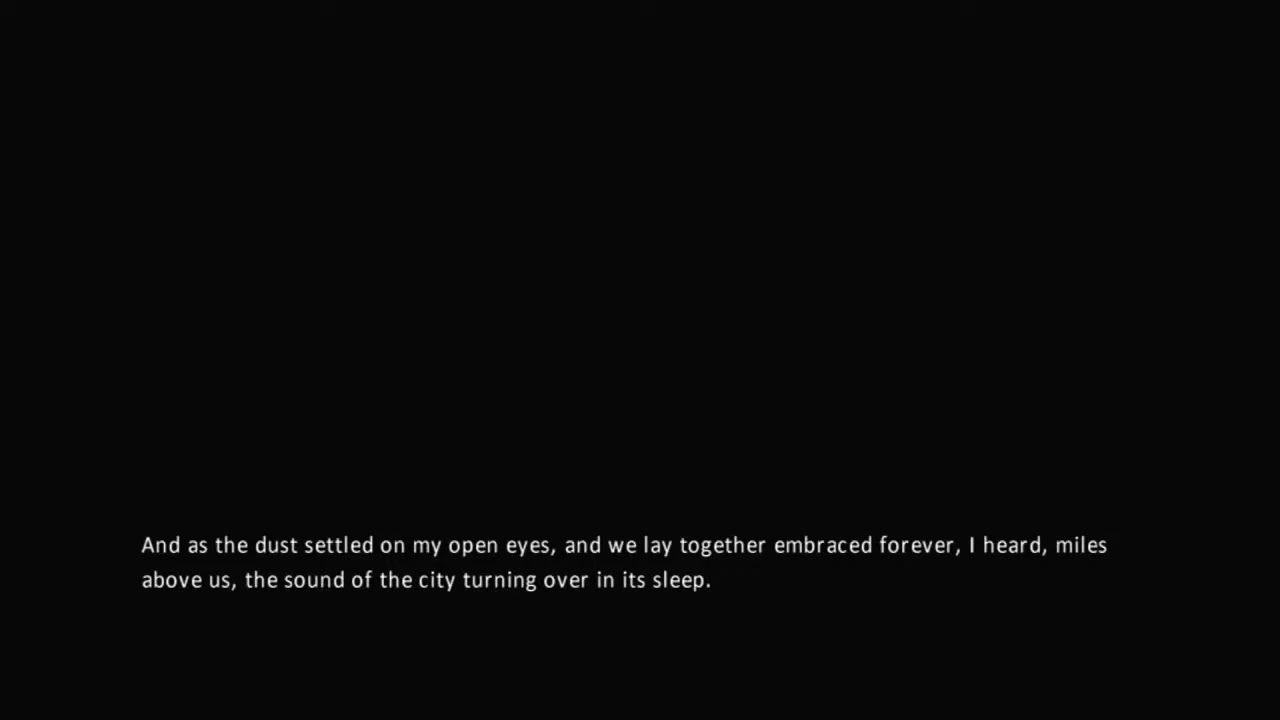 And as the dust settled on my open eyes, and we lay together embraced forever, I heard, miles
above us, the sound of the city turning over in its sleep.